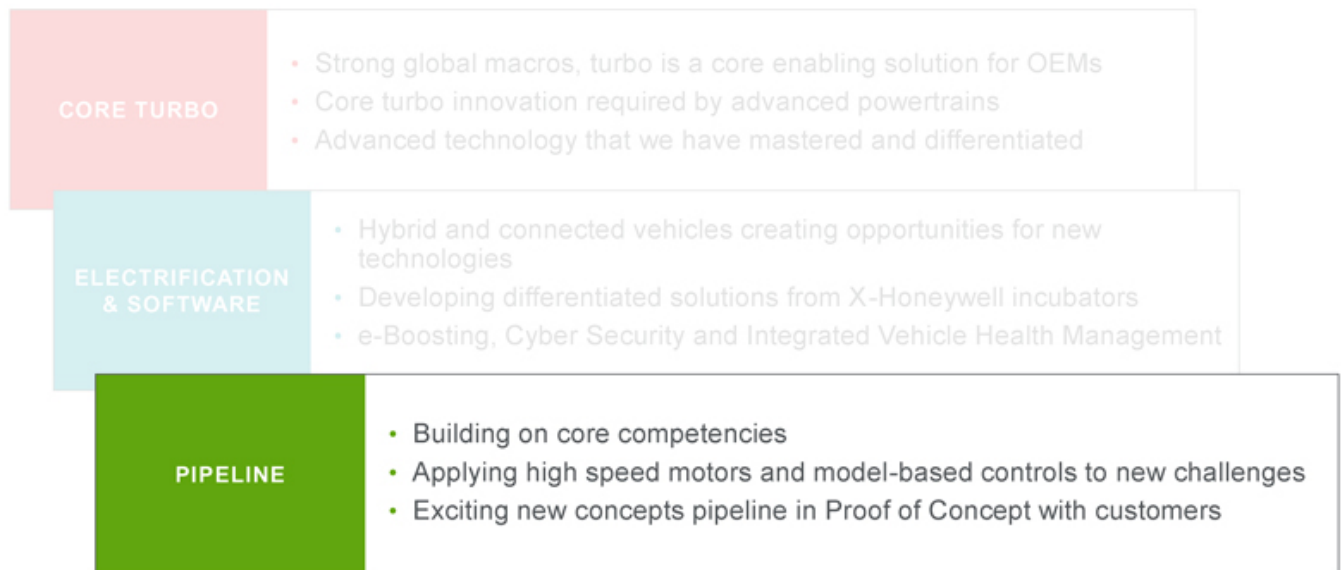 CORE TURBO
• Strong global macros, turbo is a core enabling solution for OEMs
• Core turbo innovation required by advanced powertrains
• Advanced technology that we have mastered and differentiated
ELECTRIFICATION
& SOFTWARE
• Hybrid and connected vehicles creating opportunities for new
technologies
• Developing differentiated solutions from X-Honeywell incubators
• e-Boosting, Cyber Security and Integrated Vehicle Health Management
PIPELINE
• Building on core competencies
• Applying high speed motors and model-based controls to new challenges
• Exciting new concepts pipeline in Proof of Concept with customers